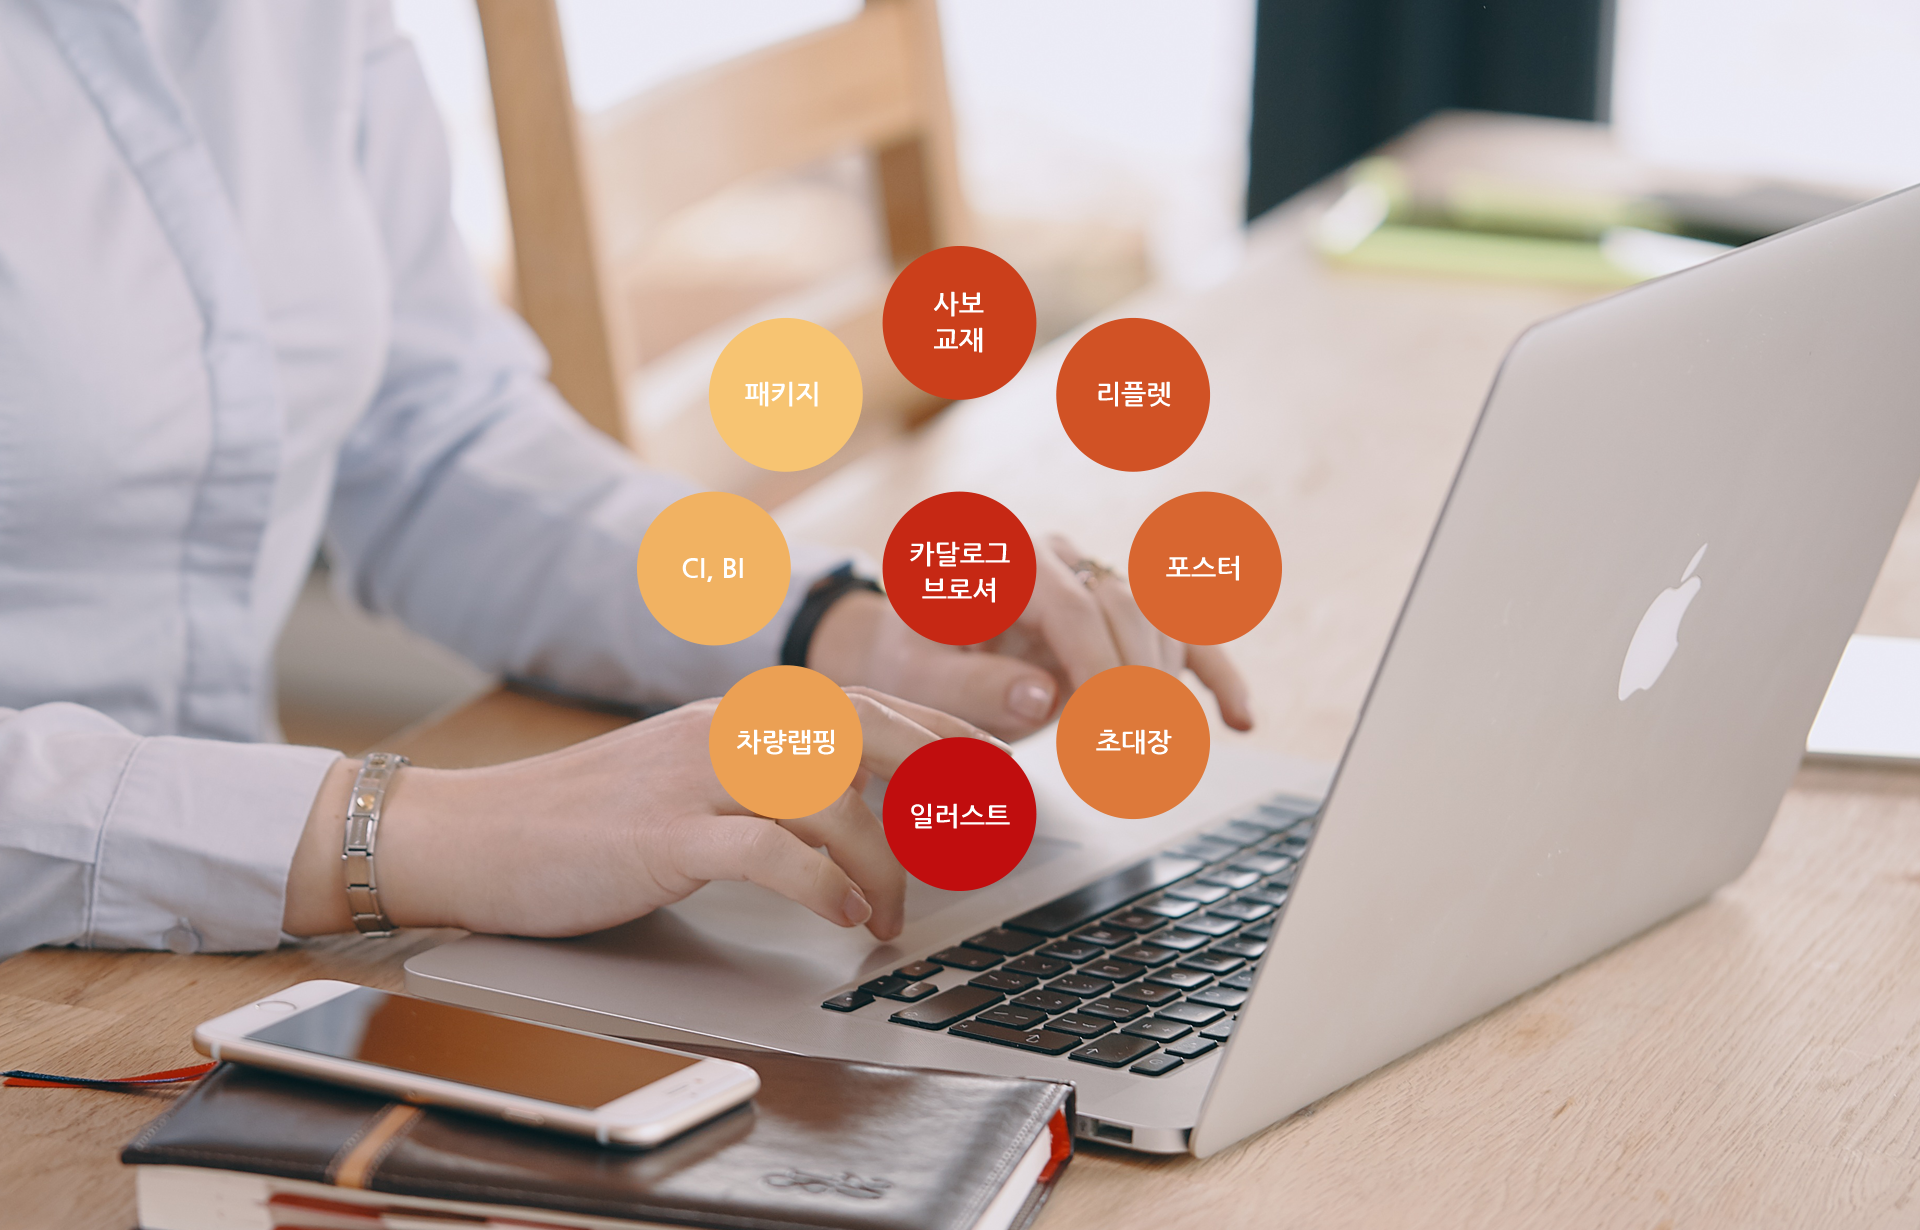 사보
교재
패키지
리플렛
CI, BI
카달로그
브로셔
포스터
차량랩핑
초대장
일러스트